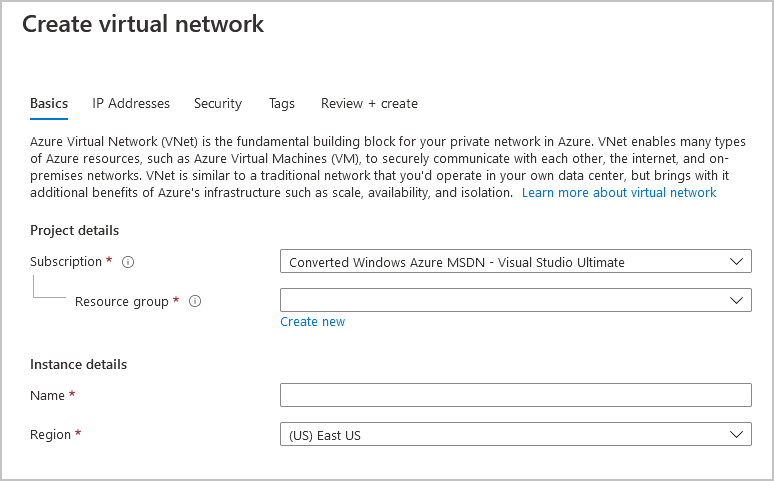 Create virtual network
Basics IP Addresses Security Tags Review + create
Azure Virtual Network (VNet) is the fundamental building block for your private network in Azure. VNet enables many types
of Azure resources, such as Azure Virtual Machines (VM), to securely communicate with each other, the internet, and on-
premises networks. VNet is similar to a traditional network that you'd operate in your own data center, but brings with it
additional benefits of Azure's infrastructure such as scale, availability, and isolation. Learn more about virtual network
Project details
Subscription * Converted Windows Azure MSDN - Visual Studio Ultimate
Resource group *
Create new
Instance details
Name *
Region * (US) East US